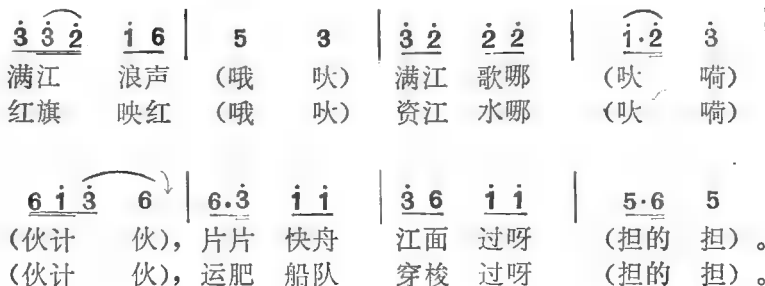 3̇ 3̇ 2̇ 1̇ 6 | 5 3 | 3̇ 2̇ 2̇ 2̇ | 1̇·2̇ 3̇
满江 浪声 (哦 吙) 满江 歌哪 (吙 嗬)
红旗 映红 (哦 吙) 资江 水哪 (吙 嗬)
6 1̇ 3̇ 6 | 6·3̇ 1̇ 1̇ | 3̇ 6 1̇ 1̇ | 5·6 5
(伙计 伙)，片片 快舟 江面 过呀 (担的 担)。
(伙计 伙)，运肥 船队 穿梭 过呀 (担的 担)。